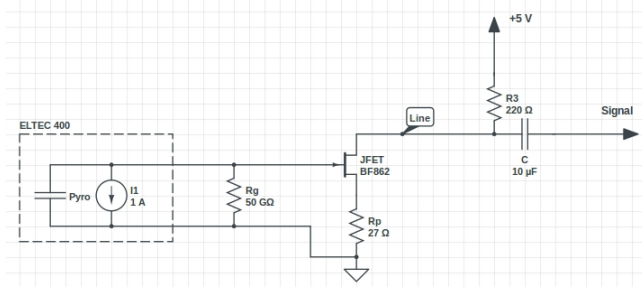 +5 V
R3
220 Ω
Signal
Line
ELTEC 400
JFET
BF862
C
10 µF
Pyro
I1
1 A
Rg
50 GΩ
Rp
27 Ω